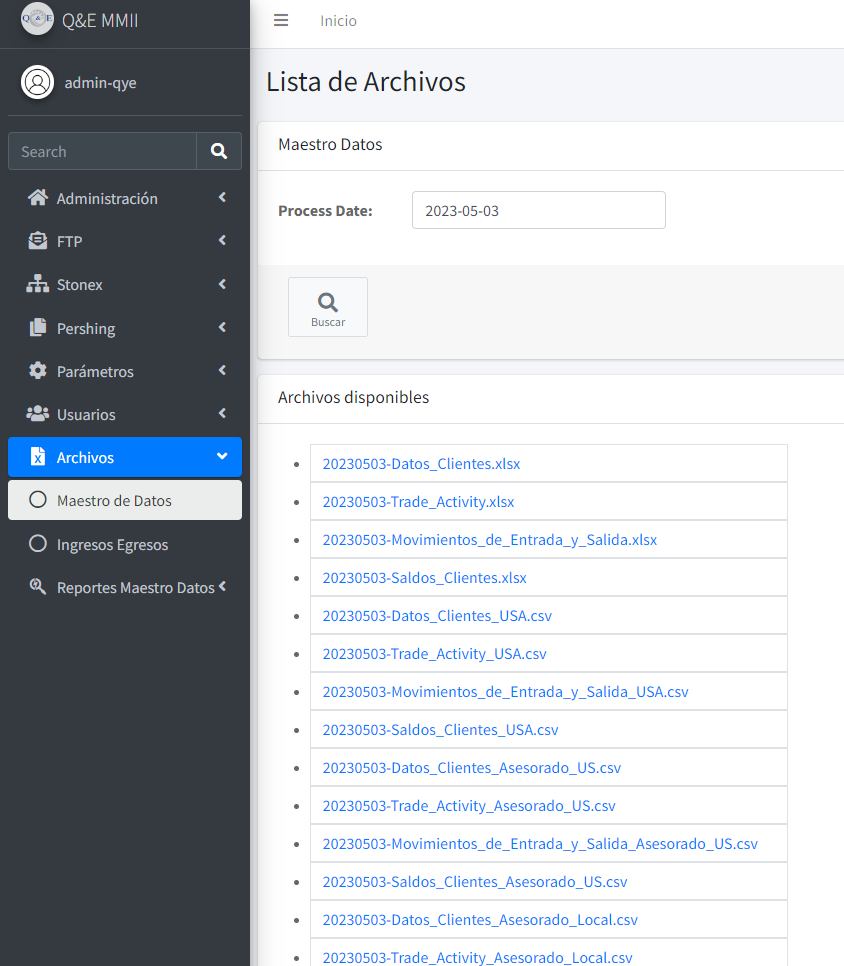 Q&E MMII
Inicio
Q&E
admin-qye
Search
Administración
FTP
Stonex
Pershing
Parámetros
Usuarios
Archivos
Maestro de Datos
Ingresos Egresos
Reportes Maestro Datos
Lista de Archivos
Maestro Datos
Process Date:
2023-05-03
Buscar
Archivos disponibles
20230503-Datos_Clientes.xlsx
20230503-Trade_Activity.xlsx
20230503-Movimientos_de_Entrada_y_Salida.xlsx
20230503-Saldos_Clientes.xlsx
20230503-Datos_Clientes_USA.csv
20230503-Trade_Activity_USA.csv
20230503-Movimientos_de_Entrada_y_Salida_USA.csv
20230503-Saldos_Clientes_USA.csv
20230503-Datos_Clientes_Asesorado_US.csv
20230503-Trade_Activity_Asesorado_US.csv
20230503-Movimientos_de_Entrada_y_Salida_Asesorado_US.csv
20230503-Saldos_Clientes_Asesorado_US.csv
20230503-Datos_Clientes_Asesorado_Local.csv
20230503-Trade_Activity_Asesorado_Local.csv